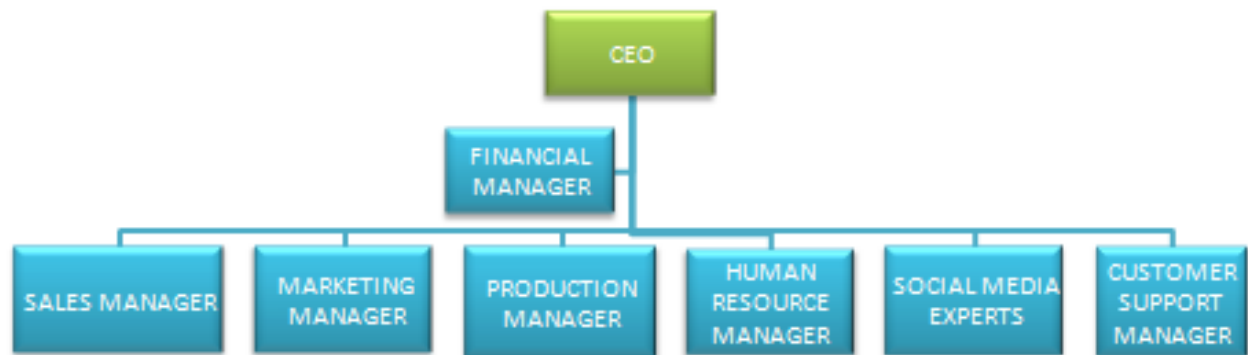 CEO
FINANCIAL
MANAGER
SALES MANAGER
MARKETING
MANAGER
PRODUCTION
MANAGER
HUMAN
RESOURCE
MANAGER
SOCIAL MEDIA
EXPERTS
CUSTOMER
SUPPORT
MANAGER